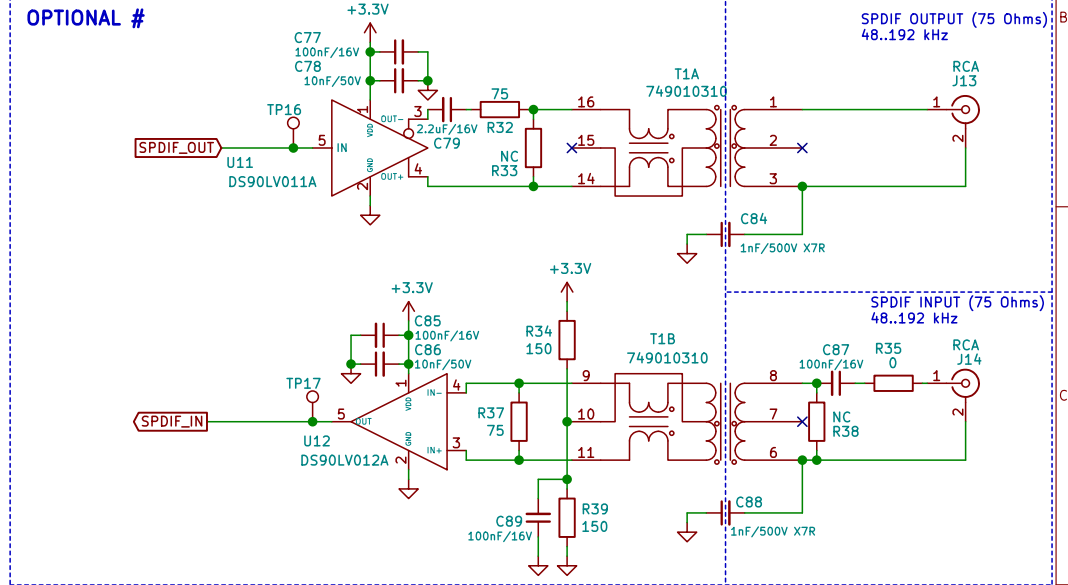 OPTIONAL #
+3.3V
SPDIF OUTPUT (75 Ohms)
48..192 kHz
B
C77
100nF/16V
C78
10nF/50V
RCA
J13
T1A
749010310
TP16
SPDIF_OUT
5
IN
U11
DS90LV011A
1
VDD
GND
2
OUT-
3
OUT+
4
2.2uF/16V
C79
75
R32
NC
R33
16
15
14
1
2
3
1
2
C84
1nF/500V X7R
+3.3V
+3.3V
SPDIF INPUT (75 Ohms)
48..192 kHz
C85
100nF/16V
C86
10nF/50V
R34
150
T1B
749010310
C87
100nF/16V
R35
0
RCA
J14
TP17
SPDIF_IN
5
OUT
U12
DS90LV012A
1
VDD
GND
2
IN-
4
IN+
3
R37
75
9
10
11
8
7
6
NC
R38
1
2
C
C89
100nF/16V
R39
150
C88
1nF/500V X7R